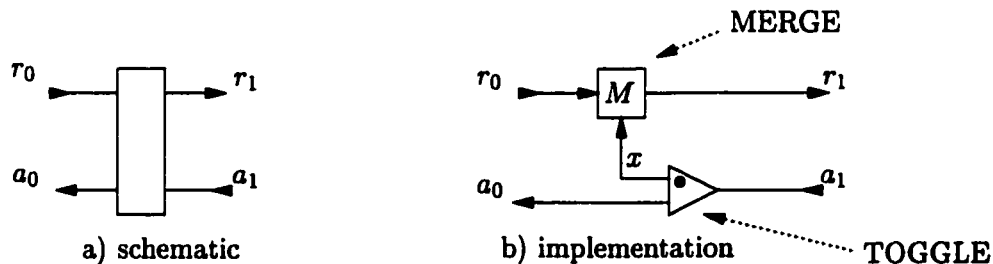 MERGE
r₀ r₁
r₀ M r₁
x
a₀ a₁
a₀ a₁
a) schematic
b) implementation
TOGGLE